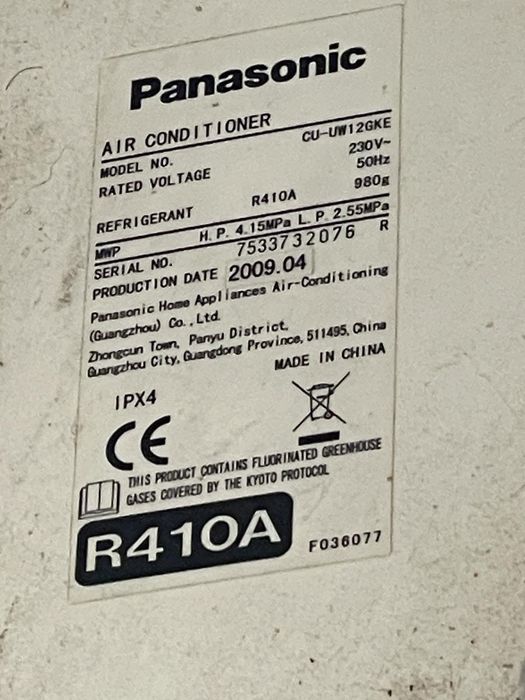 Panasonic
AIR CONDITIONER
MODEL NO. CU-UW12GKE
RATED VOLTAGE 230V~
50Hz
REFRIGERANT R410A 980g
MWP H. P. 4.15MPa L. P. 2.55MPa
SERIAL NO. 7533732076 R
PRODUCTION DATE 2009.04
Panasonic Home Appliances Air-Conditioning
(Guangzhou) Co., Ltd.
Zhongcun Town, Panyu District,
Guangzhou City, Guangdong Province, 511495, China
MADE IN CHINA
IPX4
CE
THIS PRODUCT CONTAINS FLUORINATED GREENHOUSE
GASES COVERED BY THE KYOTO PROTOCOL
R410A
F036077